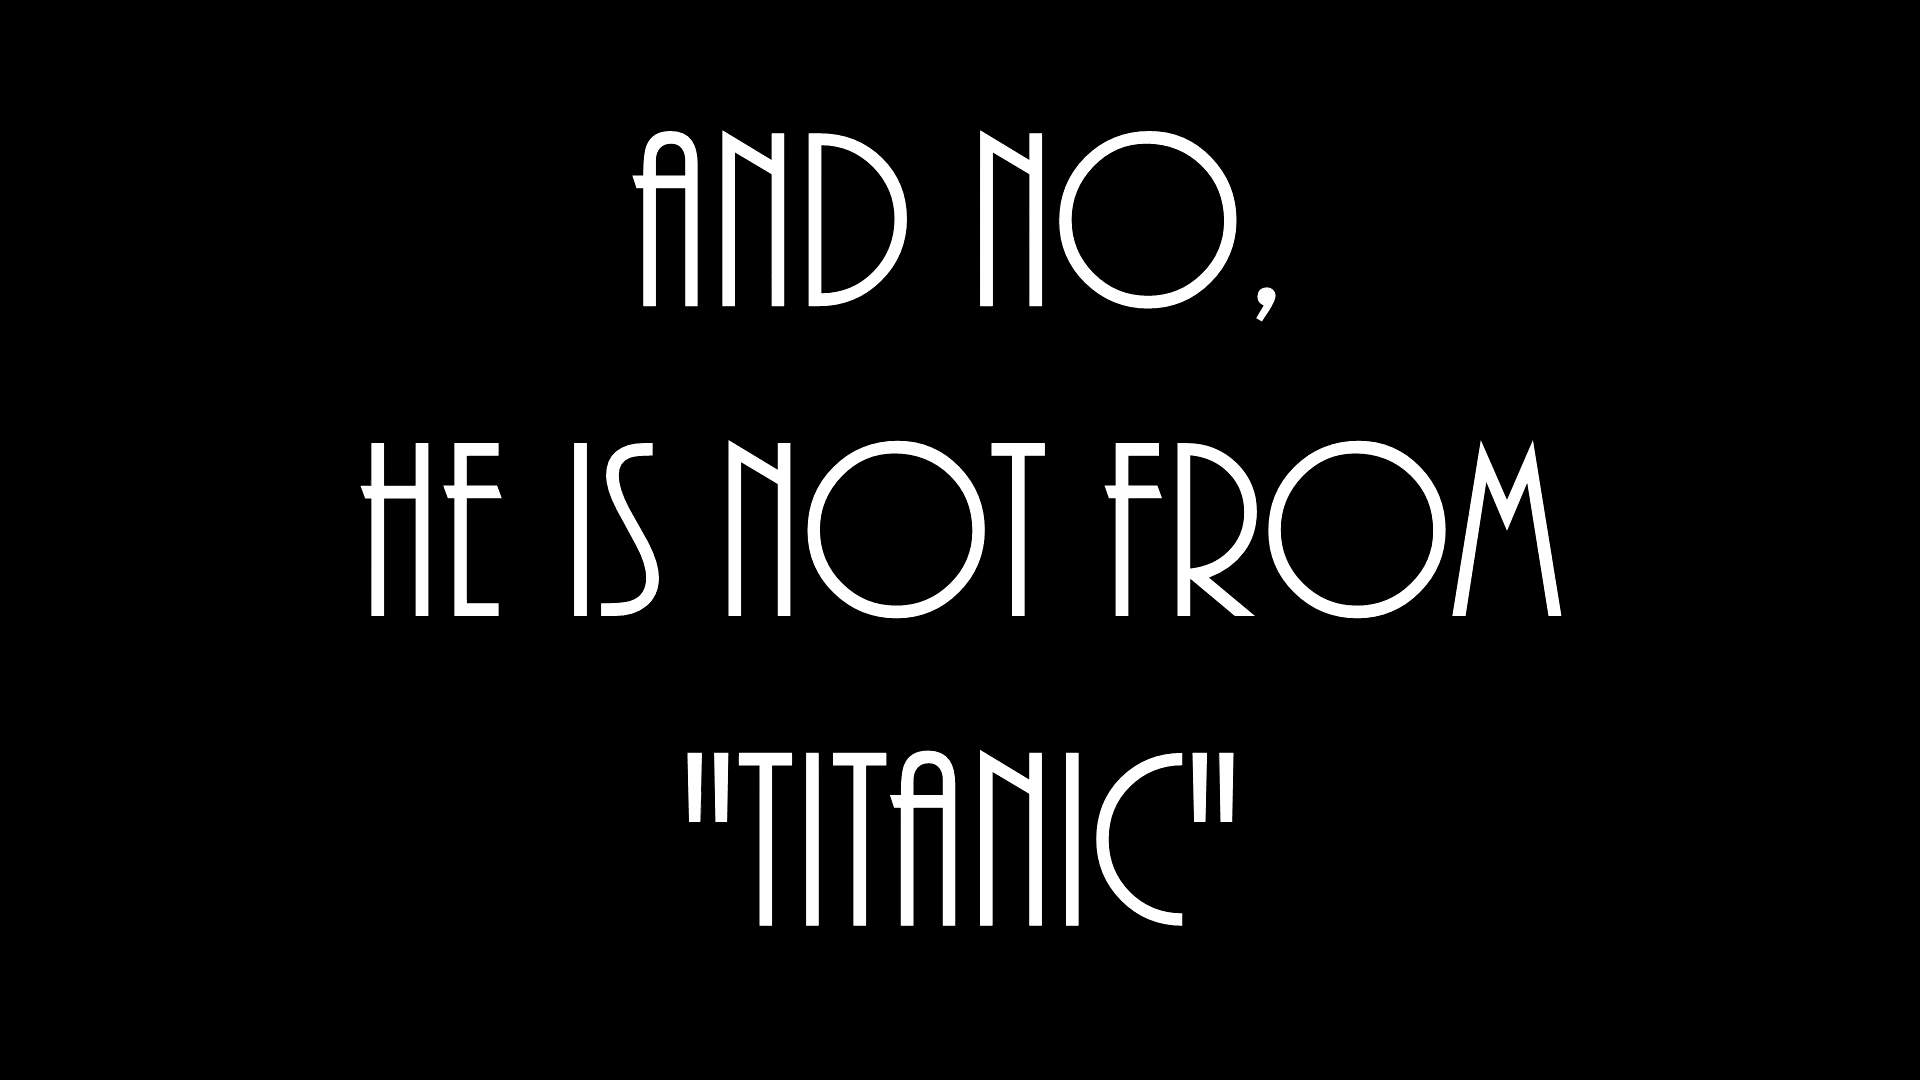 AND NO,
HE IS NOT FROM
"TITANIC"